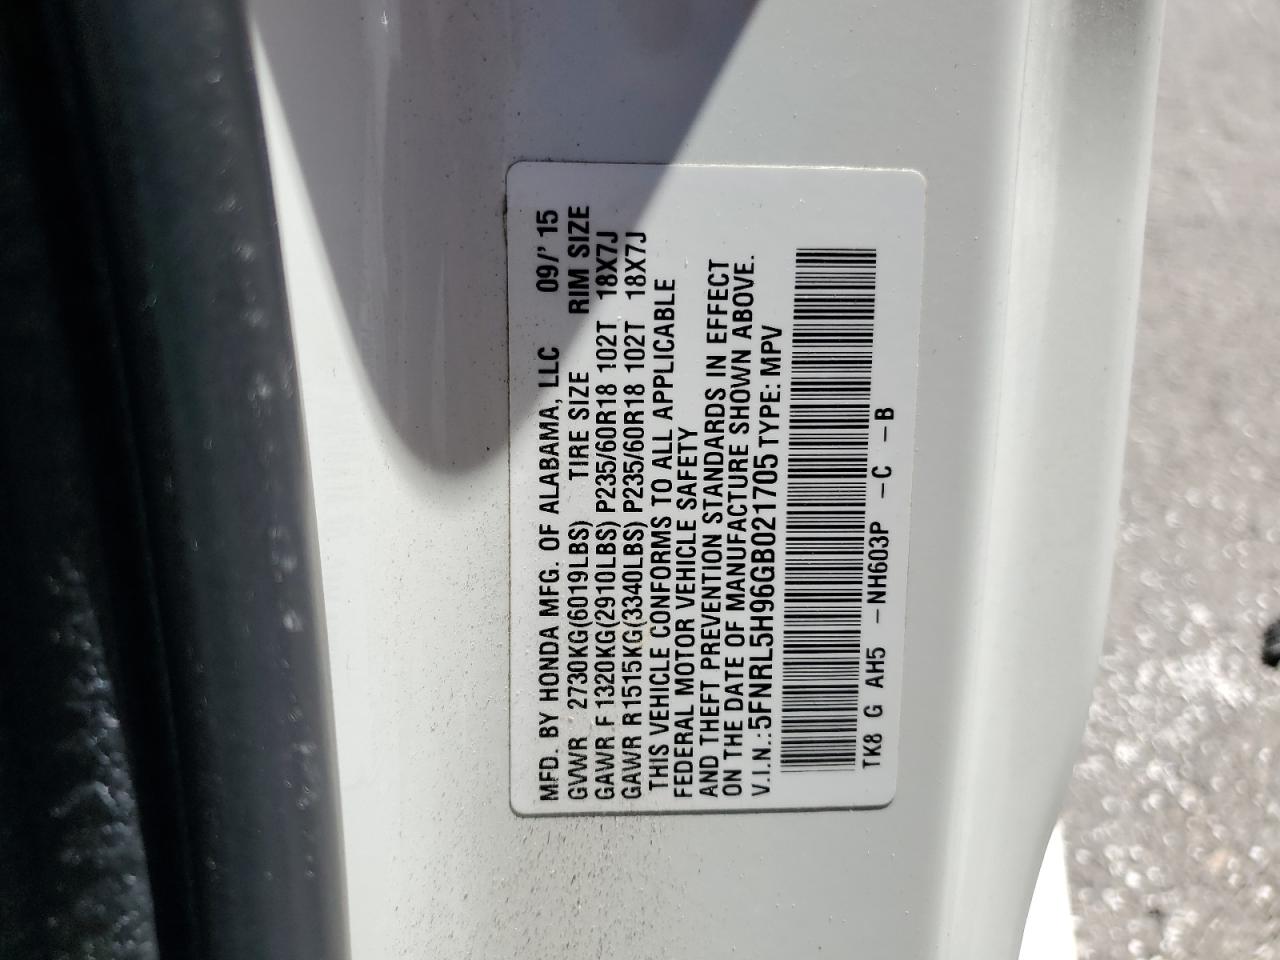 MFD. BY HONDA MFG. OF ALABAMA, LLC 09/'15
GVWR 2730KG(6019LBS) TIRE SIZE RIM SIZE
GAWR F 1320KG(2910LBS) P235/60R18 102T 18X7J
GAWR R 1515KG(3340LBS) P235/60R18 102T 18X7J
THIS VEHICLE CONFORMS TO ALL APPLICABLE
FEDERAL MOTOR VEHICLE SAFETY
AND THEFT PREVENTION STANDARDS IN EFFECT
ON THE DATE OF MANUFACTURE SHOWN ABOVE.
V.I.N.:5FNRL5H96GB021705 TYPE: MPV
TK8 G AH5 -NH603P -C -B